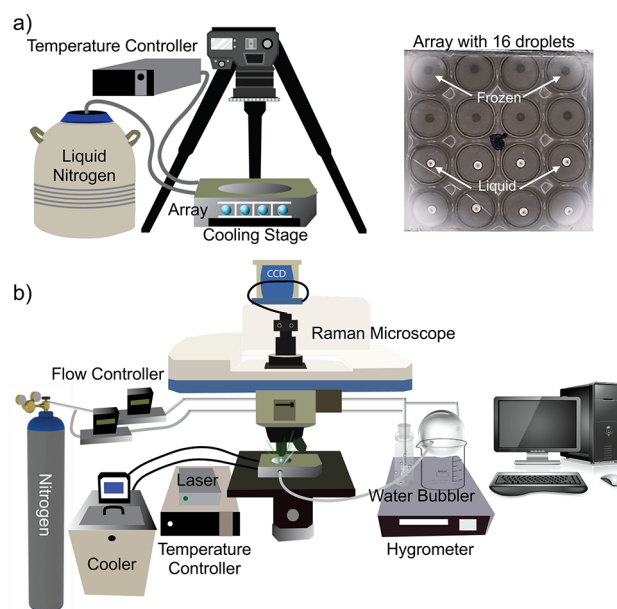 a)
Temperature Controller
Liquid
Nitrogen
Array
Cooling Stage
Array with 16 droplets
Frozen
Liquid
b)
CCD
Raman Microscope
Flow Controller
Nitrogen
Laser
Cooler
Temperature
Controller
Water Bubbler
Hygrometer